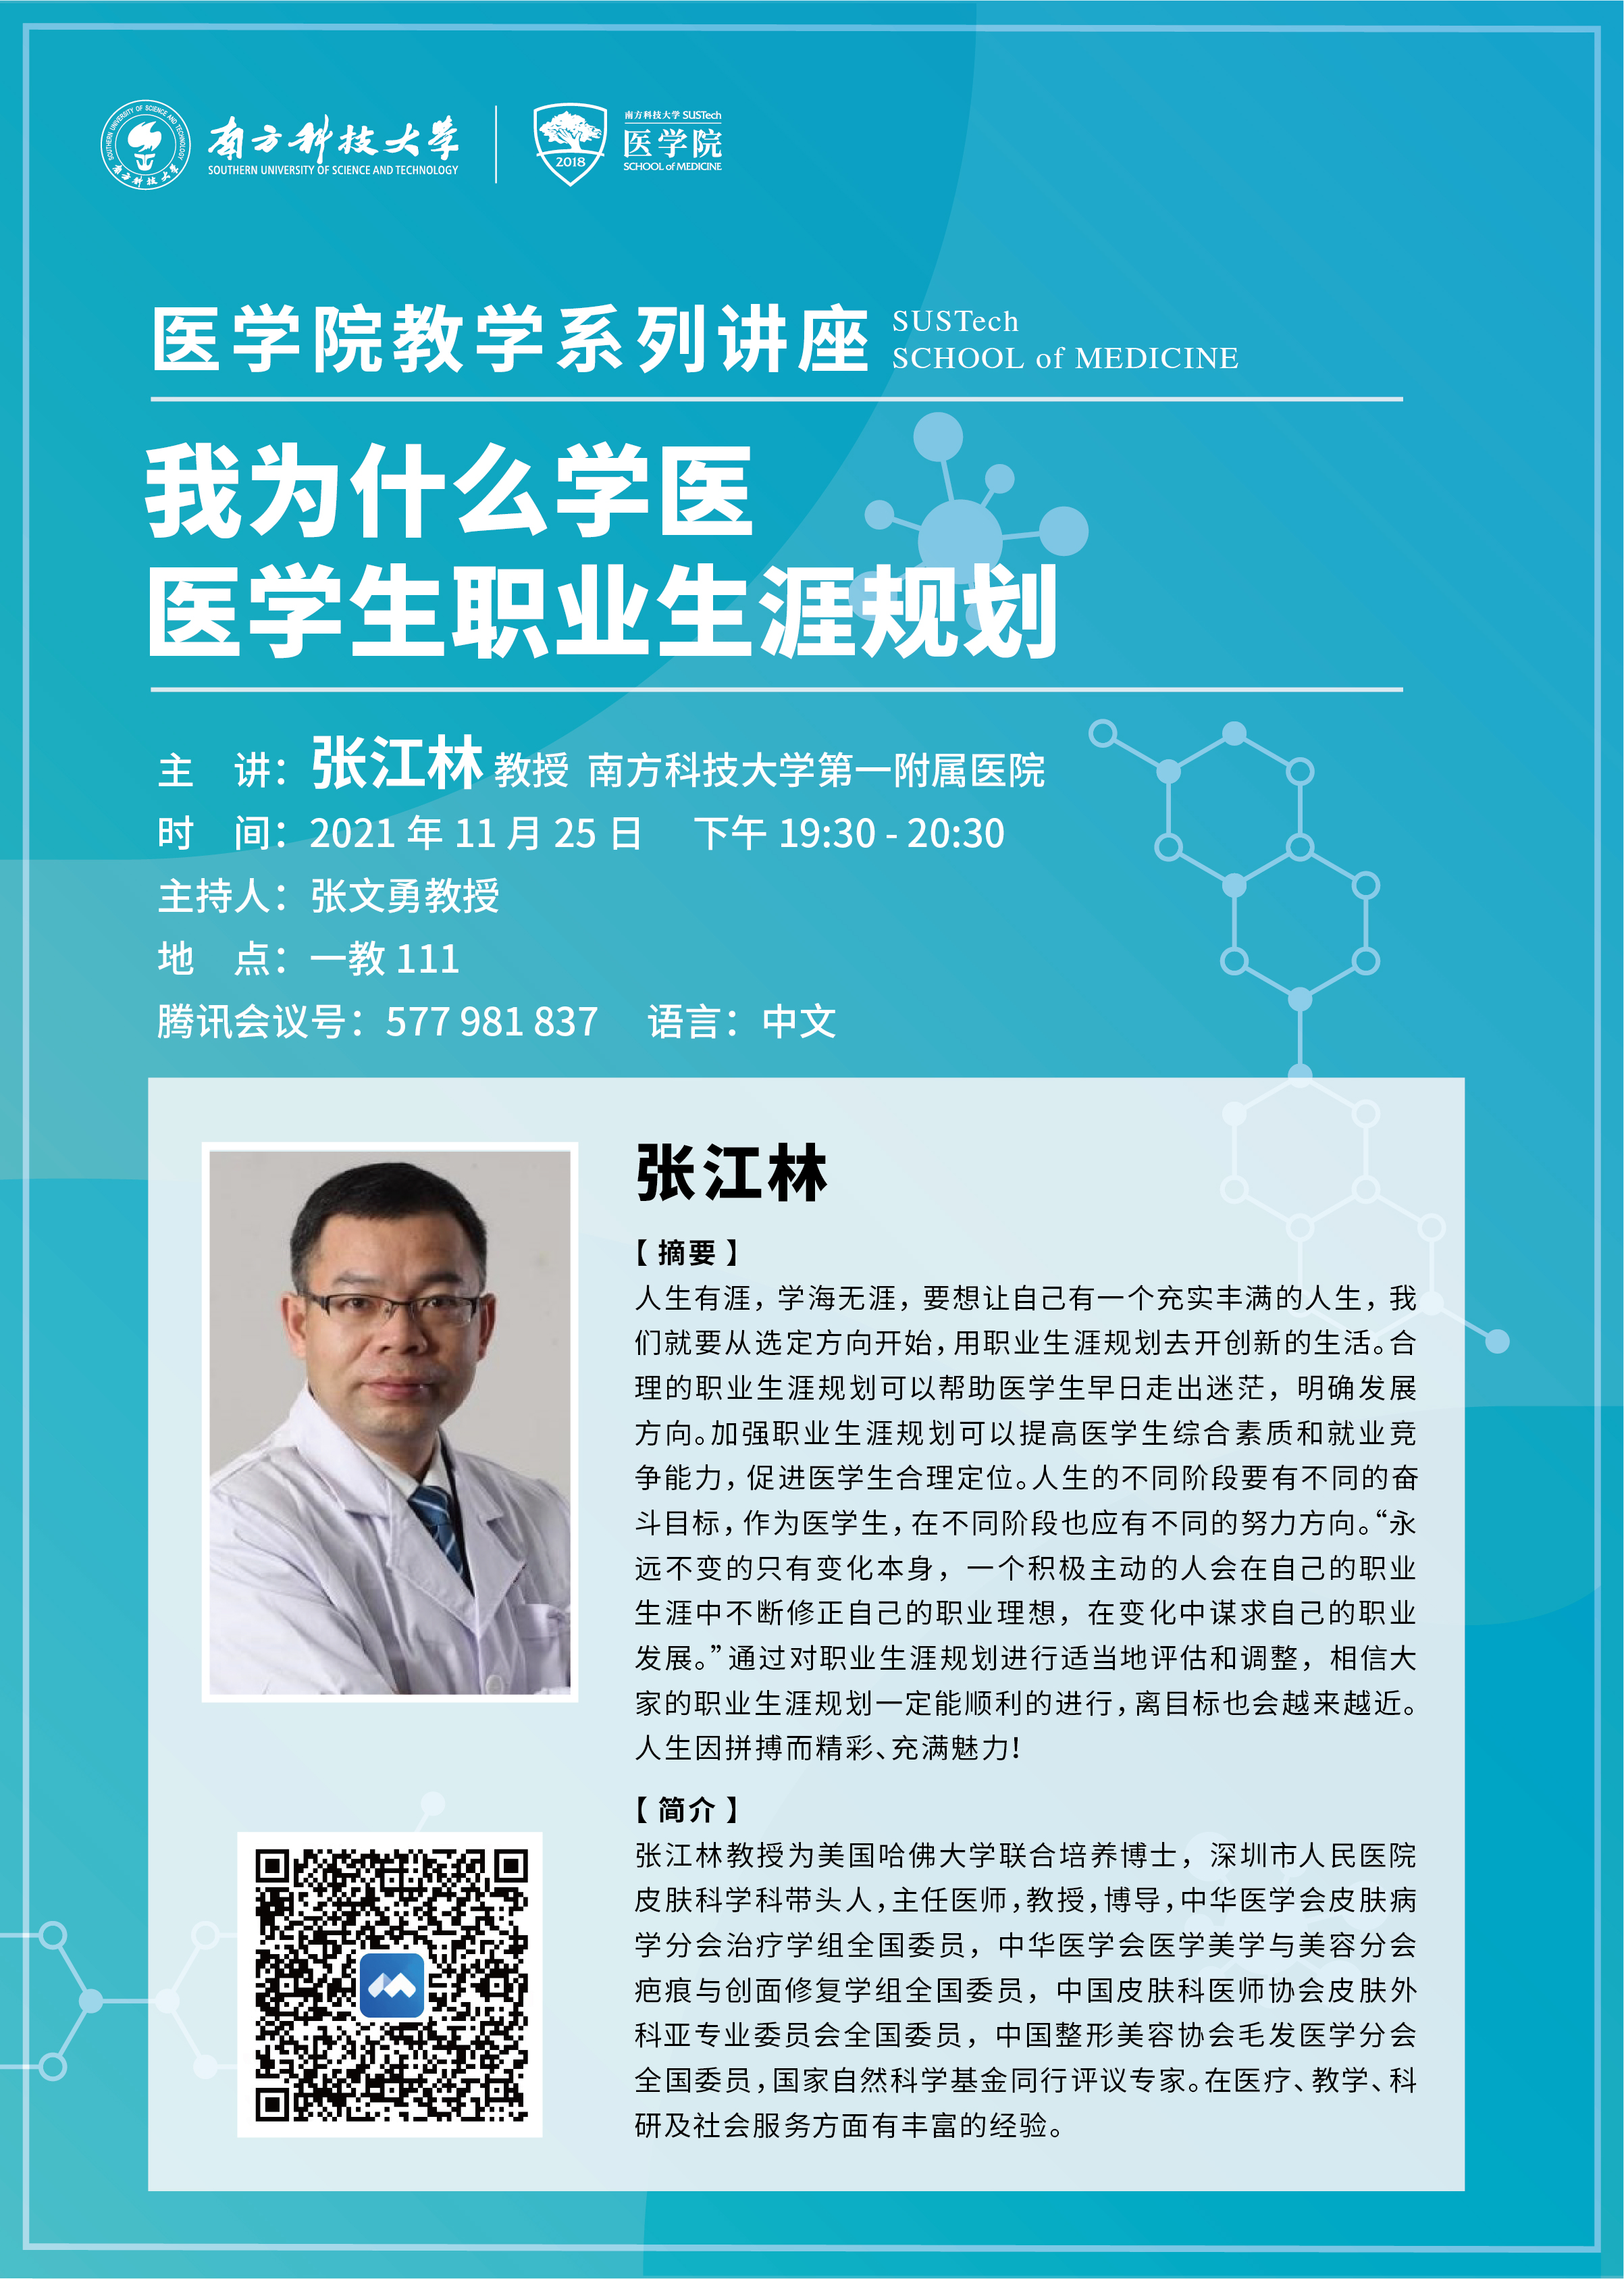 SOUTHERN UNIVERSITY OF SCIENCE AND TECHNOLOGY
南方科技大学
南方科技大学
SOUTHERN UNIVERSITY OF SCIENCE AND TECHNOLOGY
2018
南方科技大学 SUSTech
医学院
SCHOOL of MEDICINE
医学院教学系列讲座
SUSTech
SCHOOL of MEDICINE
我为什么学医
医学生职业生涯规划
主 讲：张江林 教授 南方科技大学第一附属医院
时 间：2021 年 11 月 25 日 下午 19:30 - 20:30
主持人：张文勇教授
地 点：一教 111
腾讯会议号：577 981 837 语言：中文
张江林
【 摘要 】
人生有涯，学海无涯，要想让自己有一个充实丰满的人生，我
们就要从选定方向开始，用职业生涯规划去开创新的生活。合
理的职业生涯规划可以帮助医学生早日走出迷茫，明确发展
方向。加强职业生涯规划可以提高医学生综合素质和就业竞
争能力，促进医学生合理定位。人生的不同阶段要有不同的奋
斗目标，作为医学生，在不同阶段也应有不同的努力方向。“永
远不变的只有变化本身，一个积极主动的人会在自己的职业
生涯中不断修正自己的职业理想，在变化中谋求自己的职业
发展。”通过对职业生涯规划进行适当地评估和调整，相信大
家的职业生涯规划一定能顺利的进行，离目标也会越来越近。
人生因拼搏而精彩、充满魅力！
【 简介 】
张江林教授为美国哈佛大学联合培养博士，深圳市人民医院
皮肤科学科带头人，主任医师，教授，博导，中华医学会皮肤病
学分会治疗学组全国委员，中华医学会医学美学与美容分会
疤痕与创面修复学组全国委员，中国皮肤科医师协会皮肤外
科亚专业委员会全国委员，中国整形美容协会毛发医学分会
全国委员，国家自然科学基金同行评议专家。在医疗、教学、科
研及社会服务方面有丰富的经验。